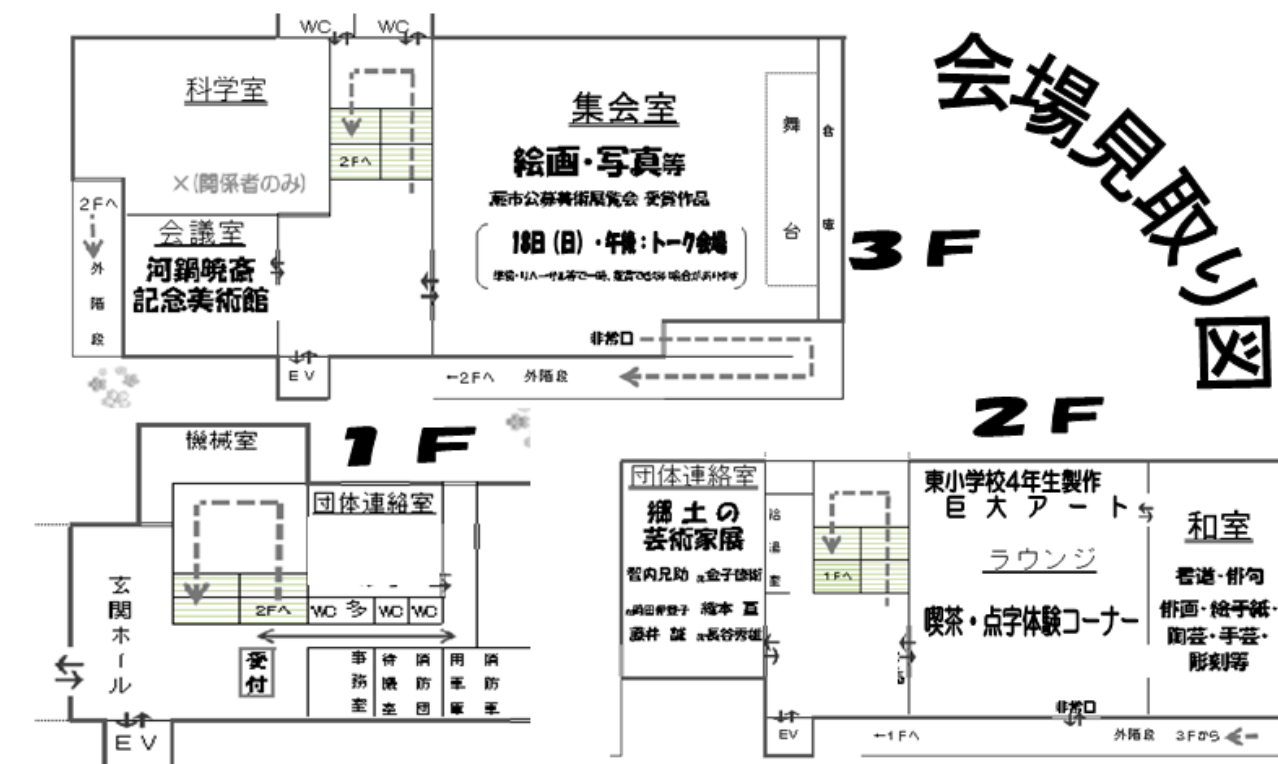 会場見取り図
3F
WC
WC
科学室
×(関係者のみ)
2Fへ
集会室
絵画・写真等
蕨市公募美術展覧会 受賞作品
18日(日)・午後:トーク会場
舞台
倉庫
2Fへ
外階段
会議室
河鍋暁斎
記念美術館
EV
非常口
←2Fへ 外階段
1F
機械室
団体連絡室
玄関ホール
2Fへ
WC
多
WC
WC
受付
事務室
待機室
消防団
用車庫
消防車
EV
2F
団体連絡室
郷土の
芸術家展
給湯室
1Fへ
東小学校4年生製作
巨大アート
ラウンジ
喫茶・点字体験コーナー
和室
書道・俳句
俳画・絵手紙・
陶芸・手芸・
彫刻等
非常口
EV
←1Fへ
外階段 3Fから